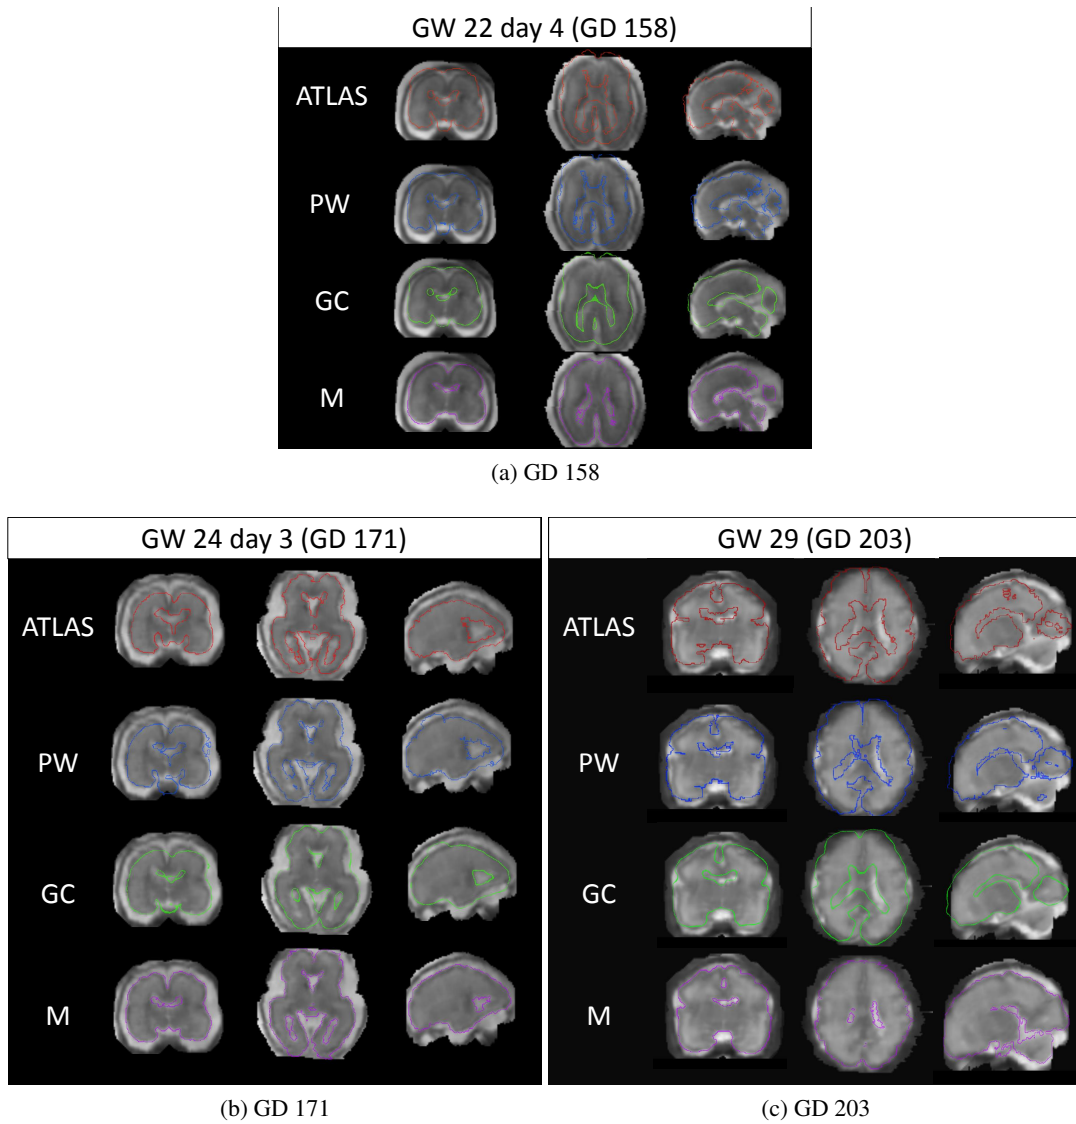 GW 22 day 4 (GD 158)
ATLAS
PW
GC
M
(a) GD 158
GW 24 day 3 (GD 171)
ATLAS
PW
GC
M
(b) GD 171
GW 29 (GD 203)
ATLAS
PW
GC
M
(c) GD 203